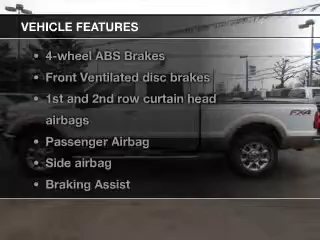 VEHICLE FEATURES
• 4-wheel ABS Brakes
• Front Ventilated disc brakes
• 1st and 2nd row curtain head
airbags
• Passenger Airbag
• Side airbag
• Braking Assist
FX4